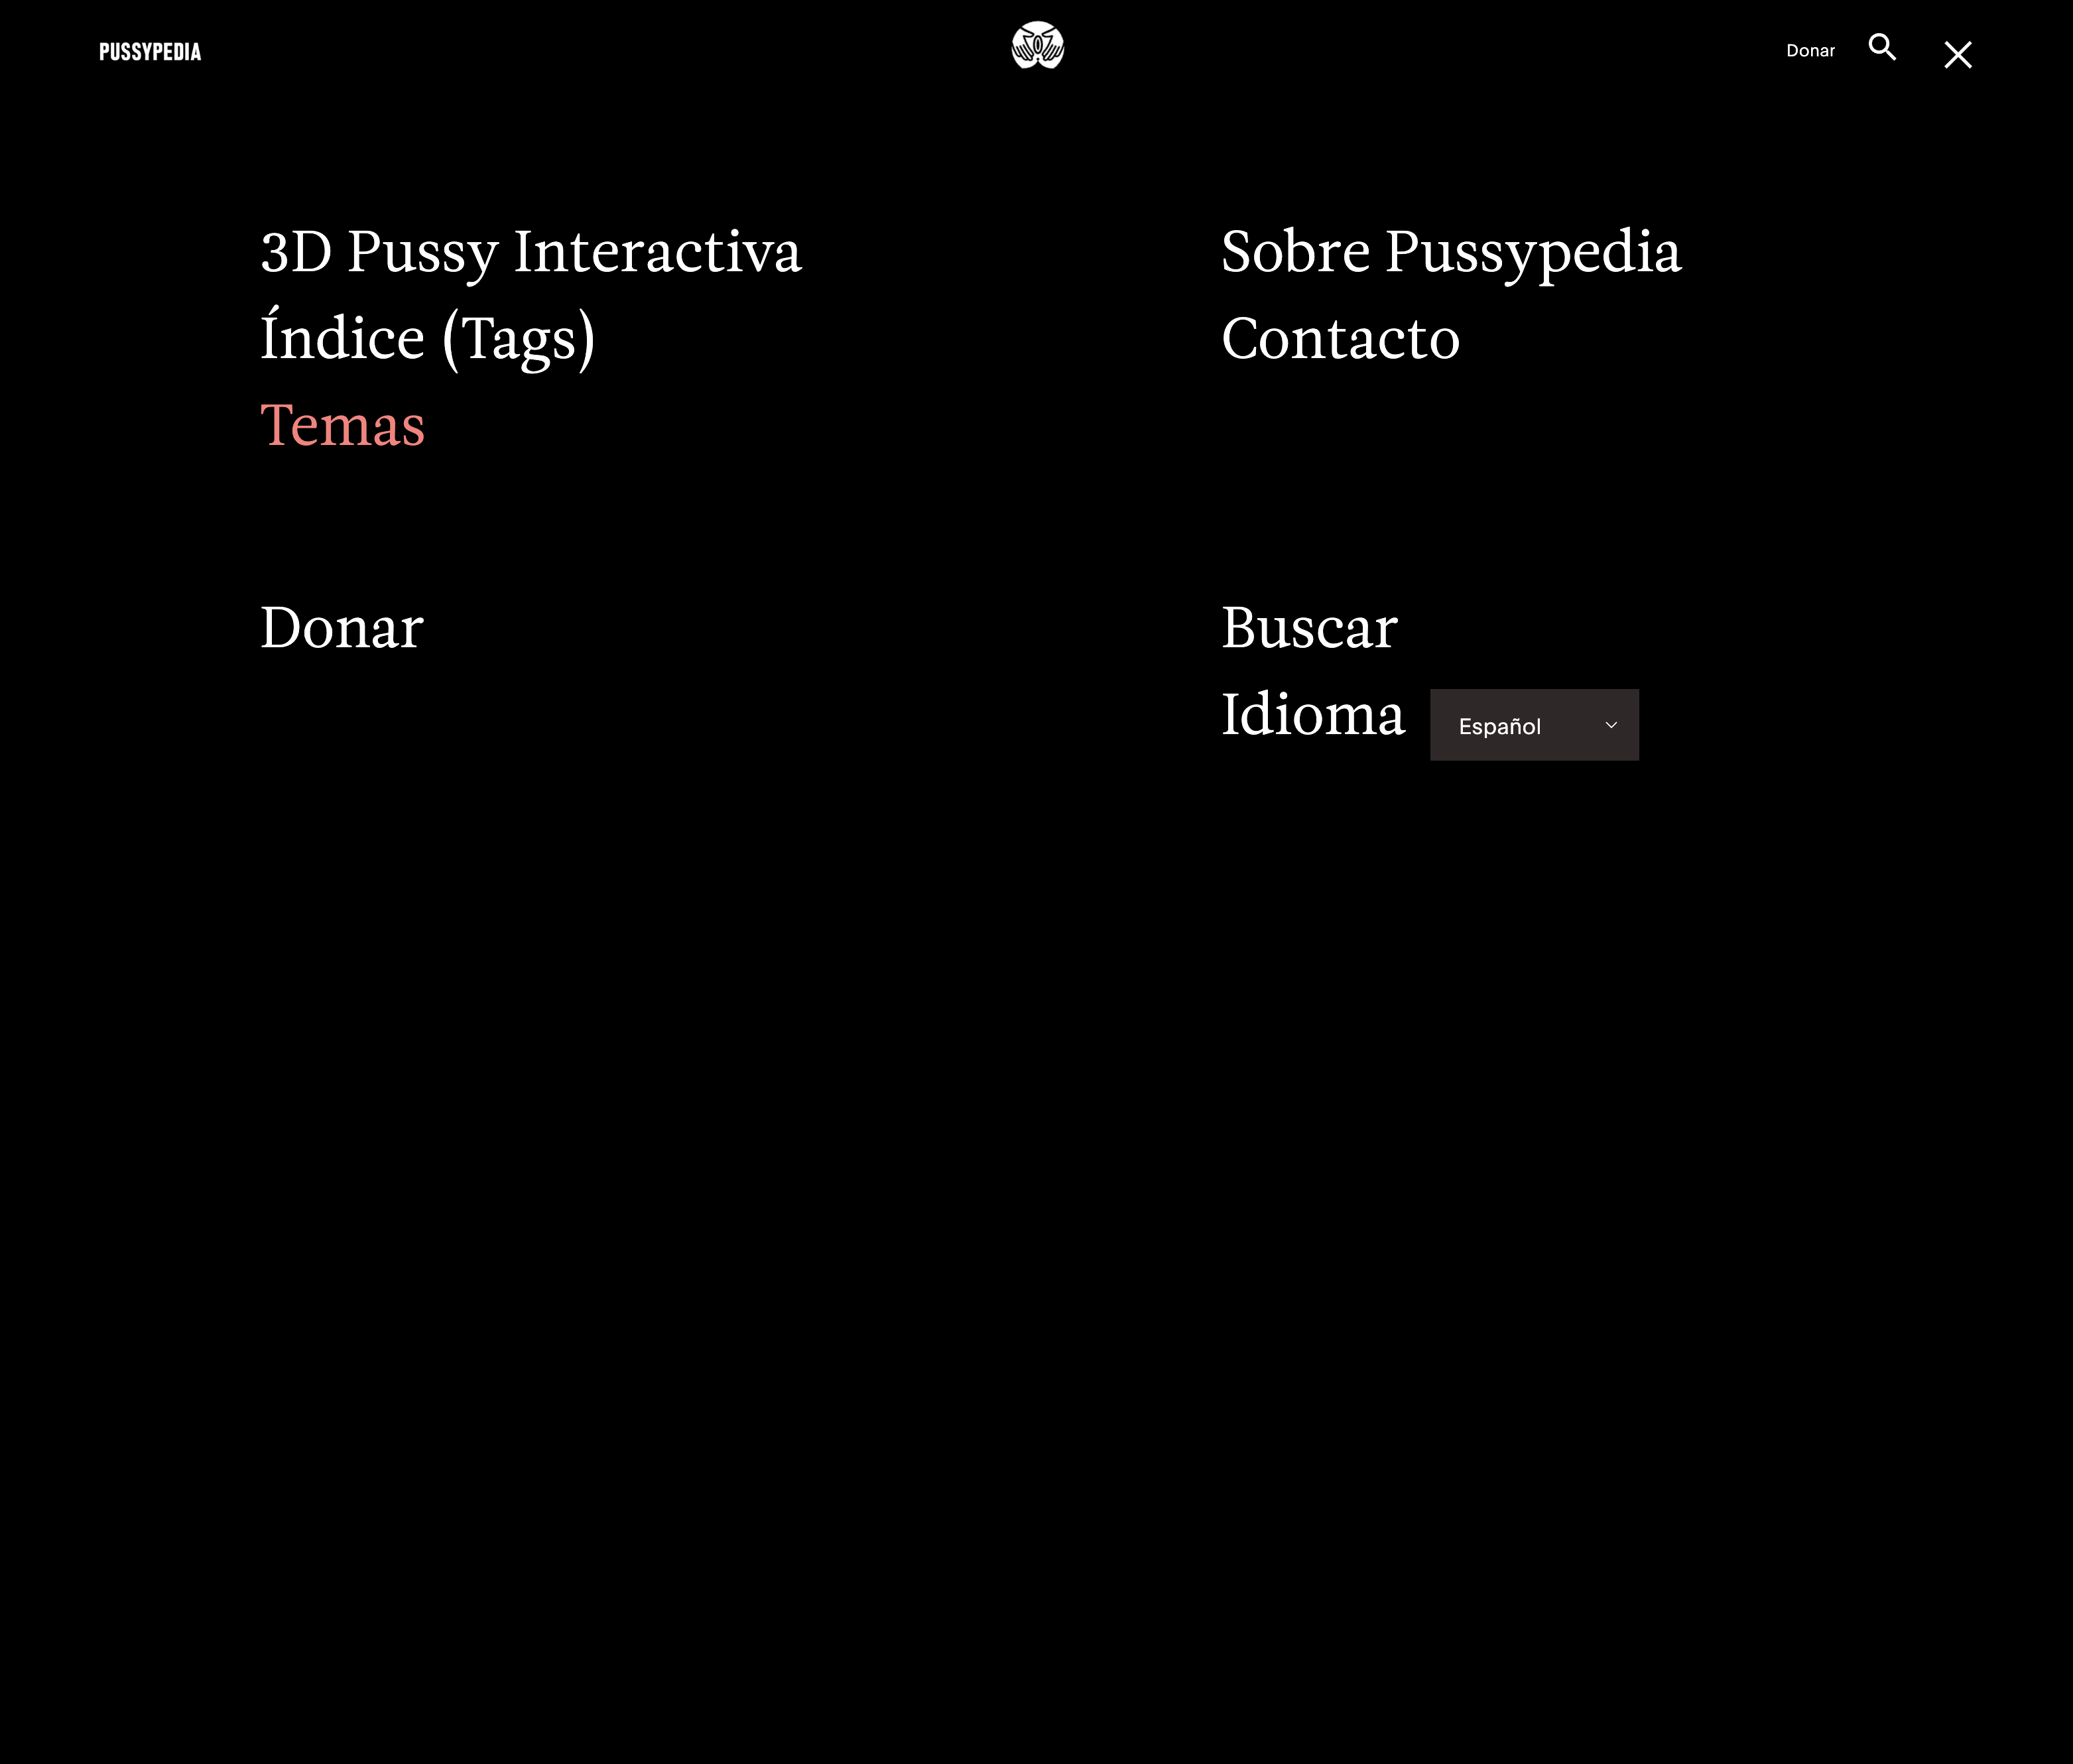 PUSSYPEDIA
Donar
3D Pussy Interactiva
Índice (Tags)
Temas
Sobre Pussypedia
Contacto
Donar
Buscar
Idioma
Español